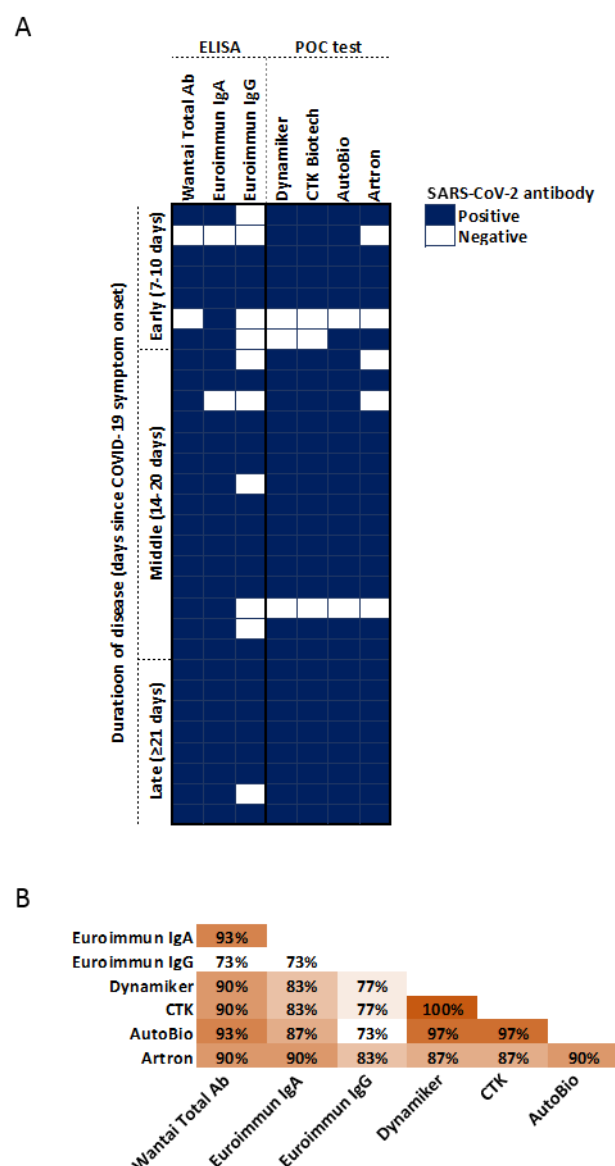 A
ELISA POC test
Wantai Total Ab
Euroimmun IgA
Euroimmun IgG
Dynamiker
CTK Biotech
AutoBio
Artron
SARS-CoV-2 antibody
Positive
Negative
Duratioon of disease (days since COVID-19 symptom onset)
Early (7-10 days)
Middle (14-20 days)
Late (≥21 days)
B
Euroimmun IgA 93%
Euroimmun IgG 73% 73%
Dynamiker 90% 83% 77%
CTK 90% 83% 77% 100%
AutoBio 93% 87% 73% 97% 97%
Artron 90% 90% 83% 87% 87% 90%
Wantai Total Ab
Euroimmun IgA
Euroimmun IgG
Dynamiker
CTK
AutoBio